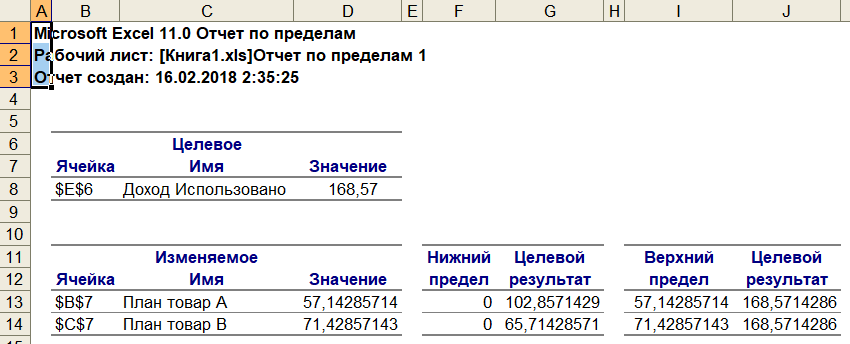 A B C D E F G H I J
1 Microsoft Excel 11.0 Отчет по пределам
2 Рабочий лист: [Книга1.xls]Отчет по пределам 1
3 Отчет создан: 16.02.2018 2:35:25
4
5
6 Целевое
7 Ячейка Имя Значение
8 $E$6 Доход Использовано 168,57
9
10
11 Изменяемое Нижний Целевой Верхний Целевой
12 Ячейка Имя Значение предел результат предел результат
13 $B$7 План товар А 57,14285714 0 102,8571429 57,14285714 168,5714286
14 $C$7 План товар В 71,42857143 0 65,71428571 71,42857143 168,5714286